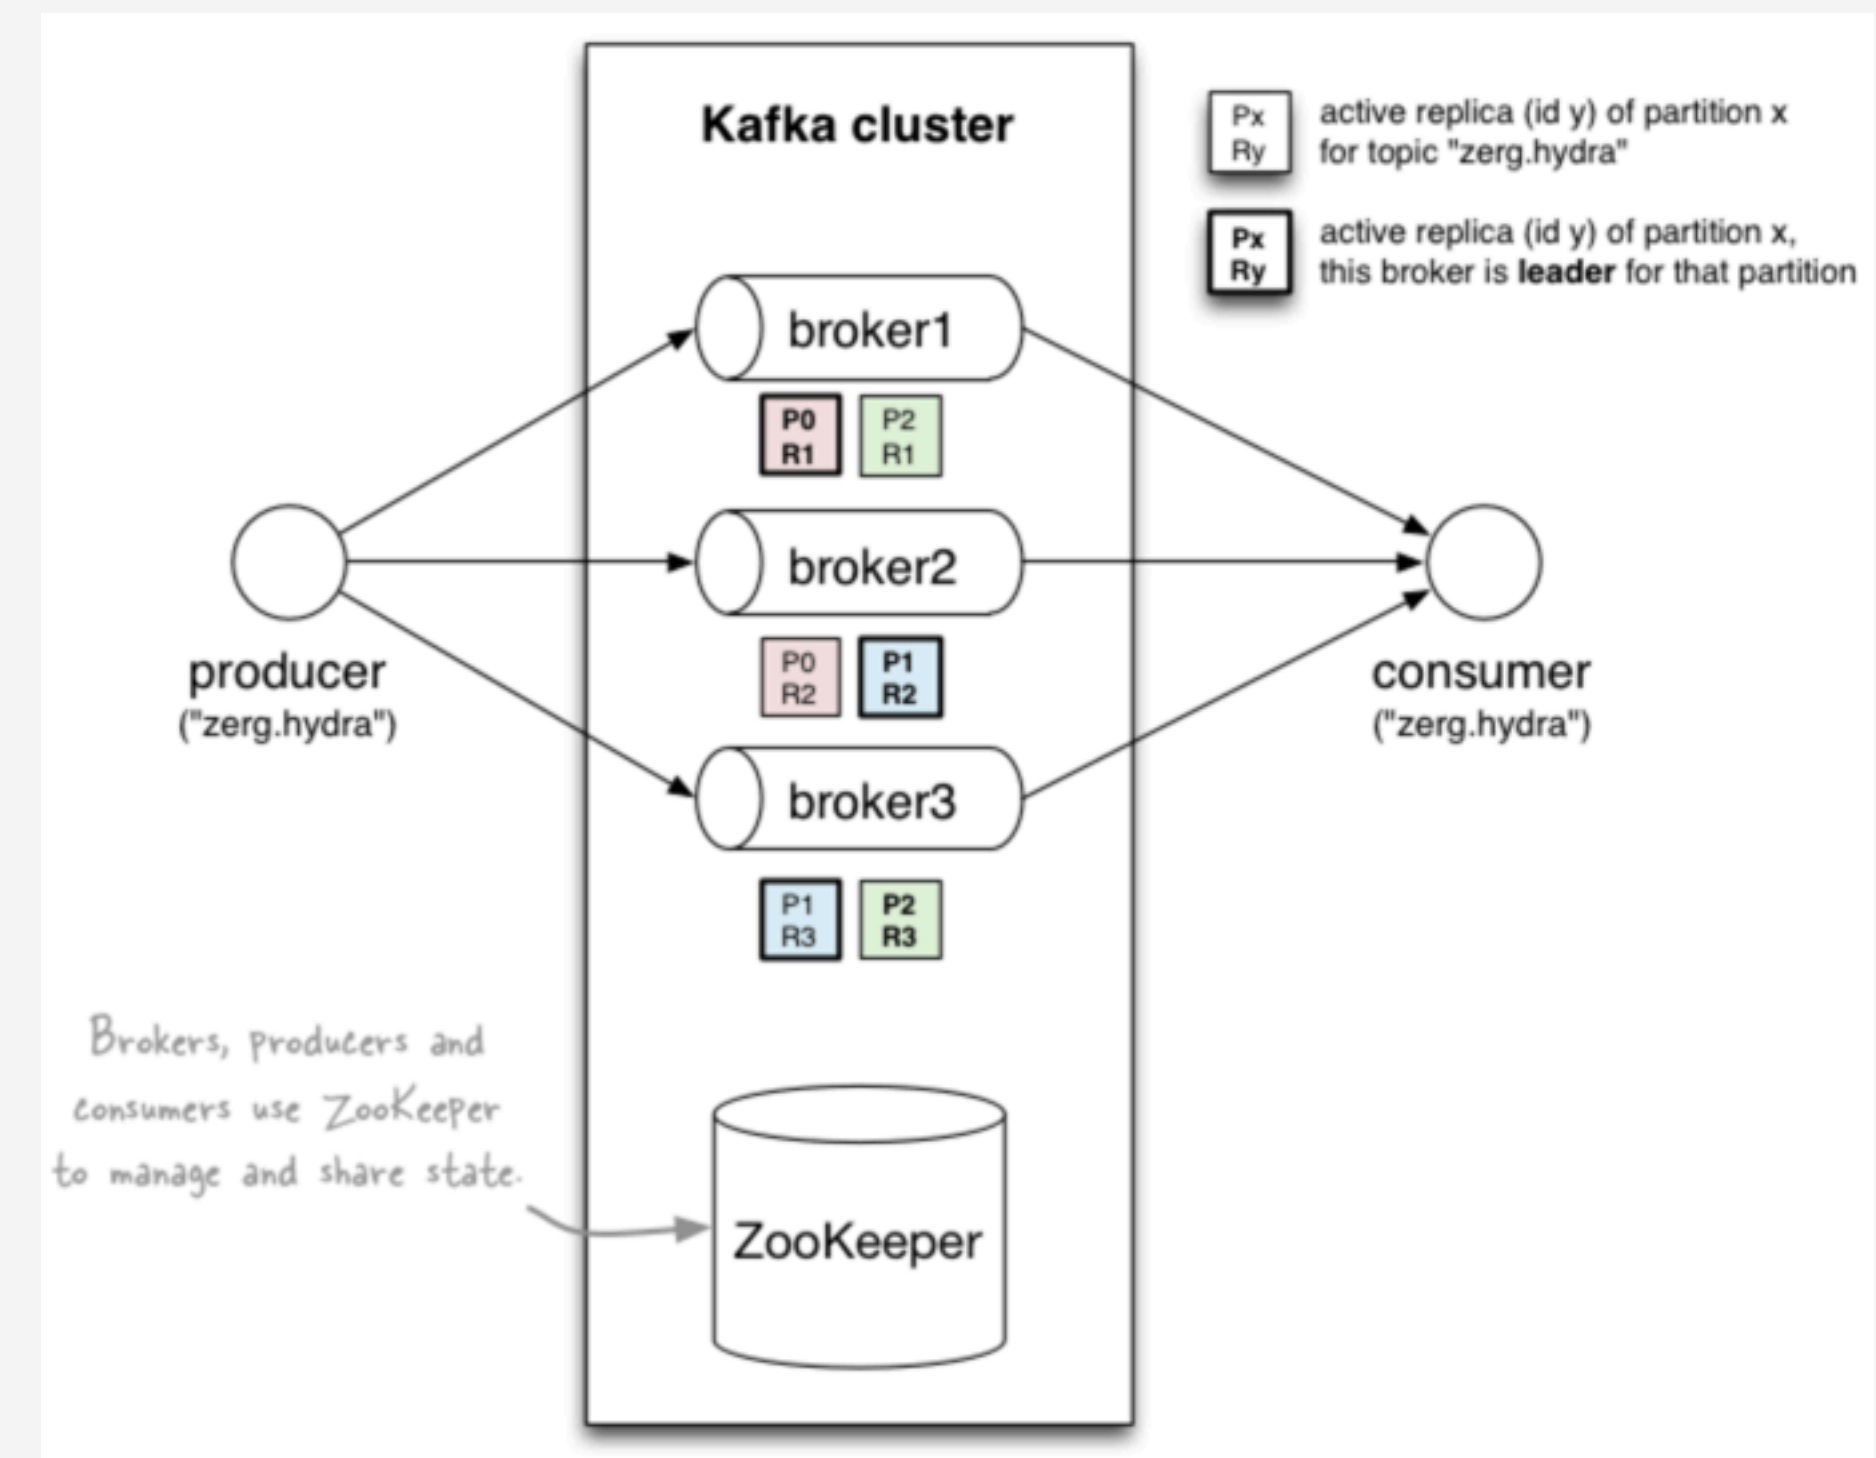 Kafka cluster
Px
Ry
active replica (id y) of partition x
for topic "zerg.hydra"
Px
Ry
active replica (id y) of partition x,
this broker is leader for that partition
broker1
P0
R1
P2
R1
broker2
P0
R2
P1
R2
broker3
P1
R3
P2
R3
producer
("zerg.hydra")
consumer
("zerg.hydra")
Brokers, producers and
consumers use ZooKeeper
to manage and share state.
ZooKeeper